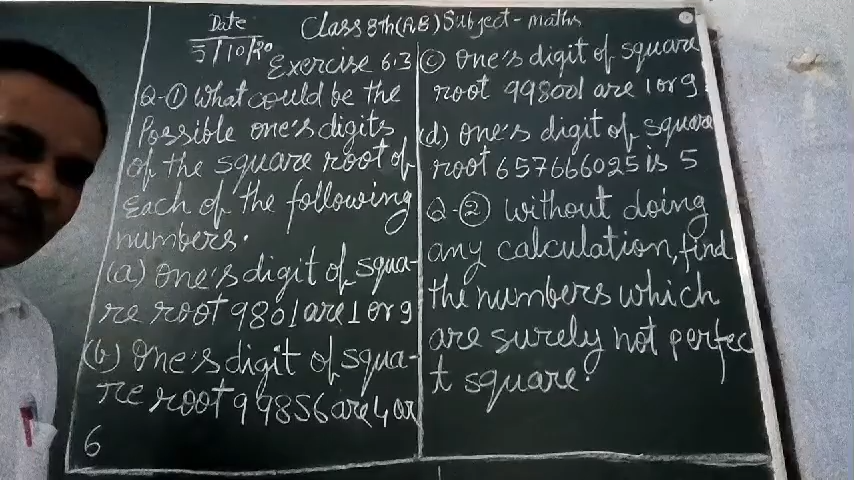 Date
5/10/20
Class 8th(A,B) Subject - maths
Exercise 6.3
Q-① What could be the
Possible one's digits
of the square root of
Each of the following
numbers.
(a) one's digit of squa-
re root 9801 are 1 or 9
(b) One's digit of squa-
re root 99856 are 4 or
6
(c) One's digit of square
root 998001 are 1 or 9
(d) One's digit of square
root 657666025 is 5
Q-② without doing
any calculation, find
the numbers which
are surely not perfec
t square.